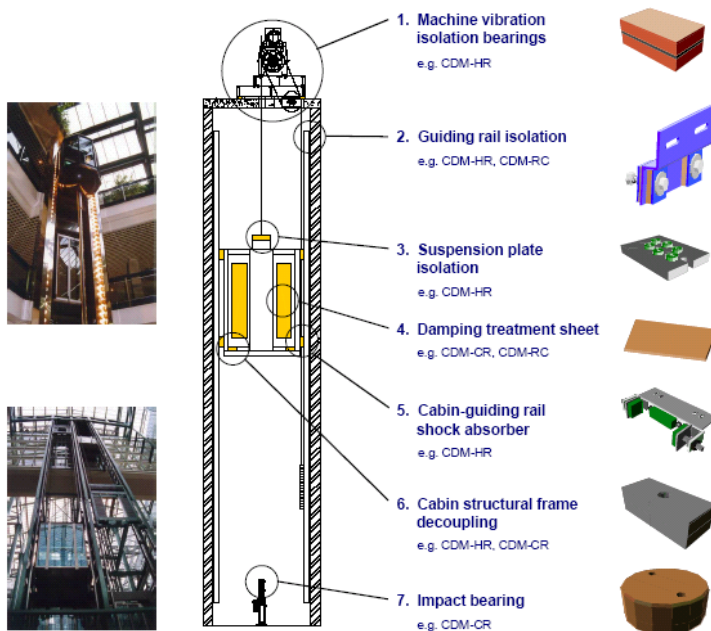 1. Machine vibration
isolation bearings
e.g. CDM-HR
2. Guiding rail isolation
e.g. CDM-HR, CDM-RC
3. Suspension plate
isolation
e.g. CDM-HR
4. Damping treatment sheet
e.g. CDM-CR, CDM-RC
5. Cabin-guiding rail
shock absorber
e.g. CDM-HR
6. Cabin structural frame
decoupling
e.g. CDM-HR, CDM-CR
7. Impact bearing
e.g. CDM-CR